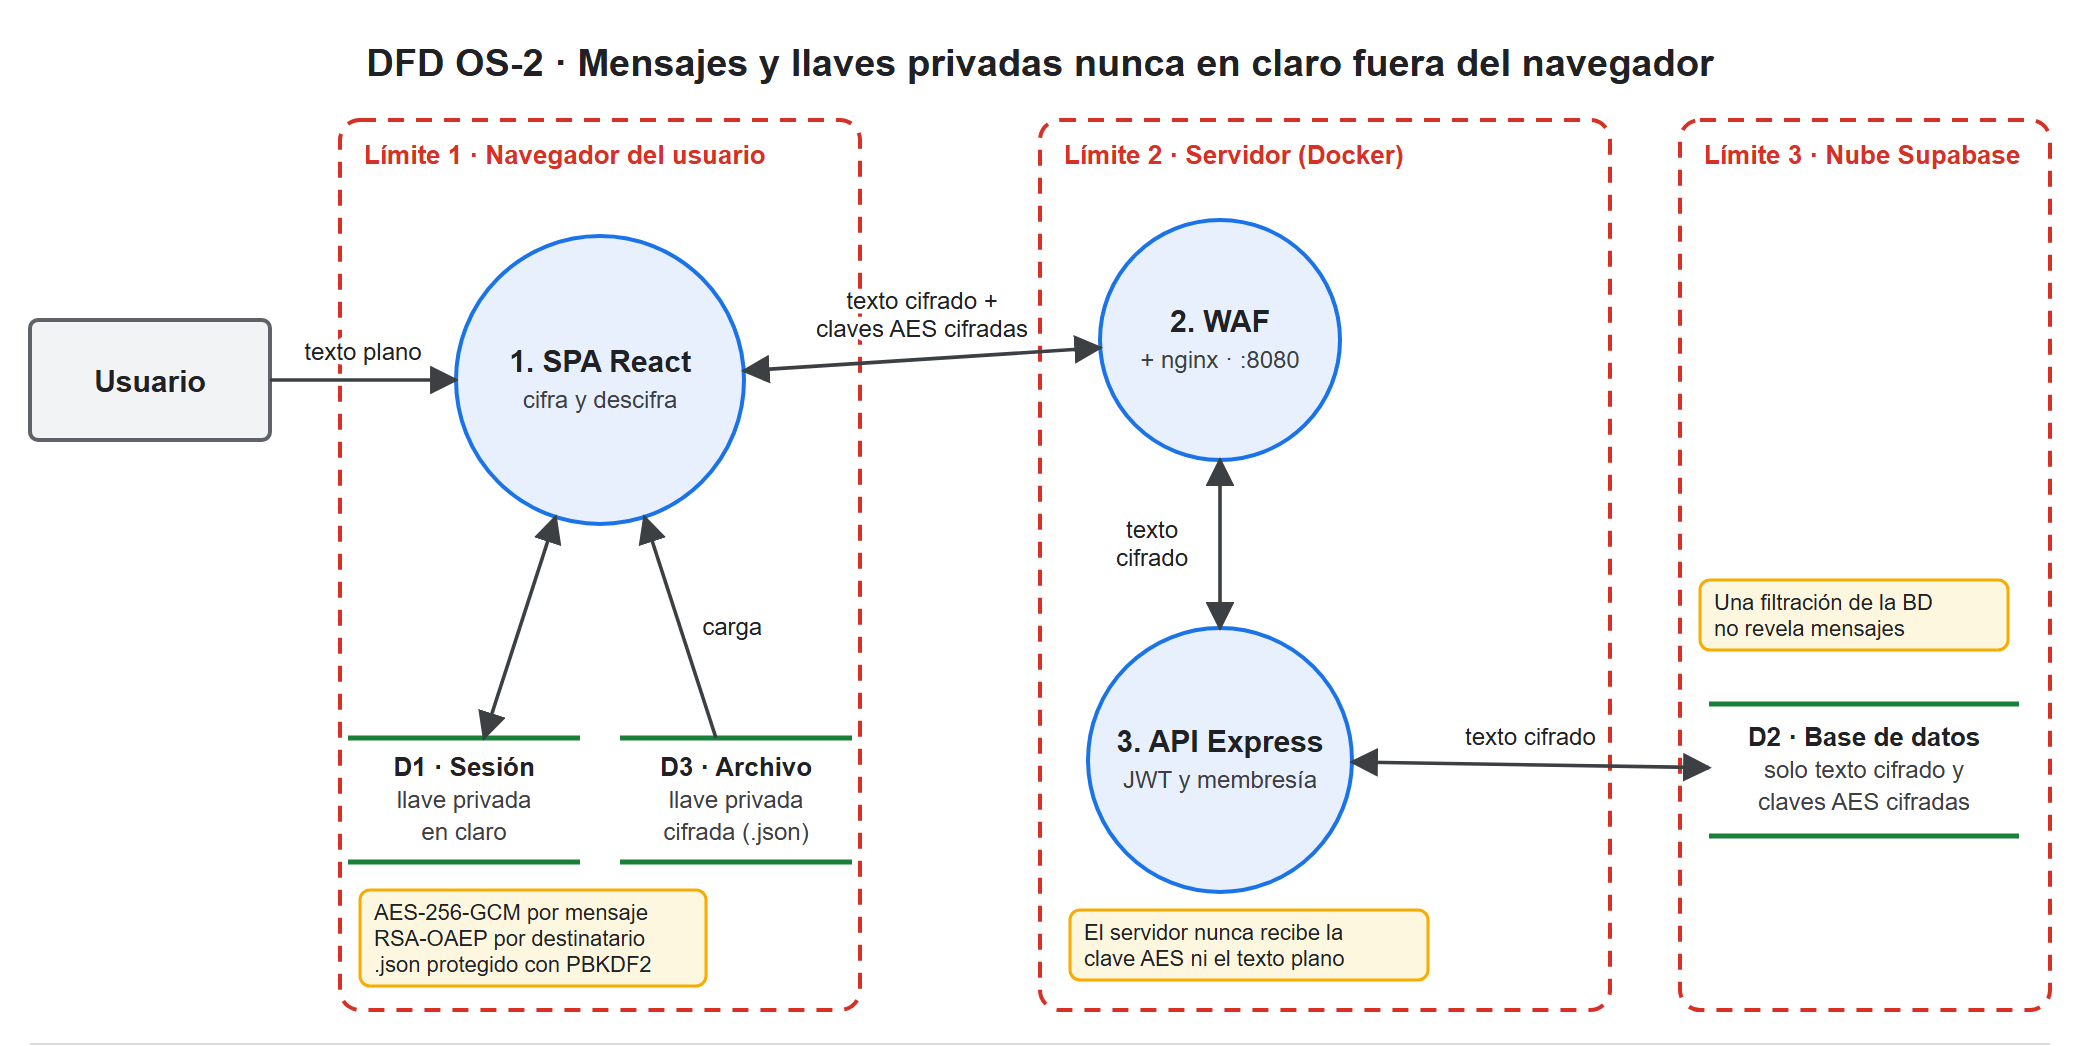 DFD OS-2 · Mensajes y llaves privadas nunca en claro fuera del navegador
Límite 1 · Navegador del usuario
Límite 2 · Servidor (Docker)
Límite 3 · Nube Supabase
Usuario
texto plano
1. SPA React
cifra y descifra
texto cifrado +
claves AES cifradas
2. WAF
+ nginx · :8080
texto
cifrado
carga
D1 · Sesión
llave privada
en claro
D3 · Archivo
llave privada
cifrada (.json)
AES-256-GCM por mensaje
RSA-OAEP por destinatario
.json protegido con PBKDF2
3. API Express
JWT y membresía
El servidor nunca recibe la
clave AES ni el texto plano
texto cifrado
Una filtración de la BD
no revela mensajes
D2 · Base de datos
solo texto cifrado y
claves AES cifradas